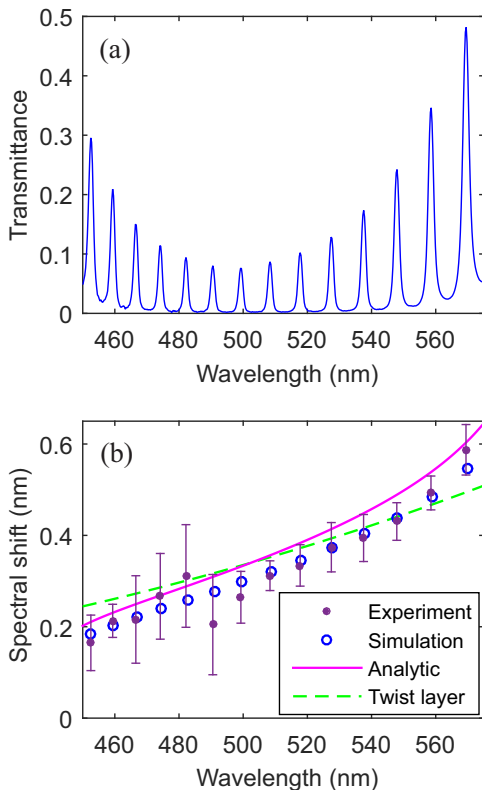 (a)
Transmittance
0.5
0.4
0.3
0.2
0.1
0
460 480 500 520 540 560
Wavelength (nm)
(b)
Spectral shift (nm)
0.6
0.4
0.2
0
Experiment
Simulation
Analytic
Twist layer
460 480 500 520 540 560
Wavelength (nm)